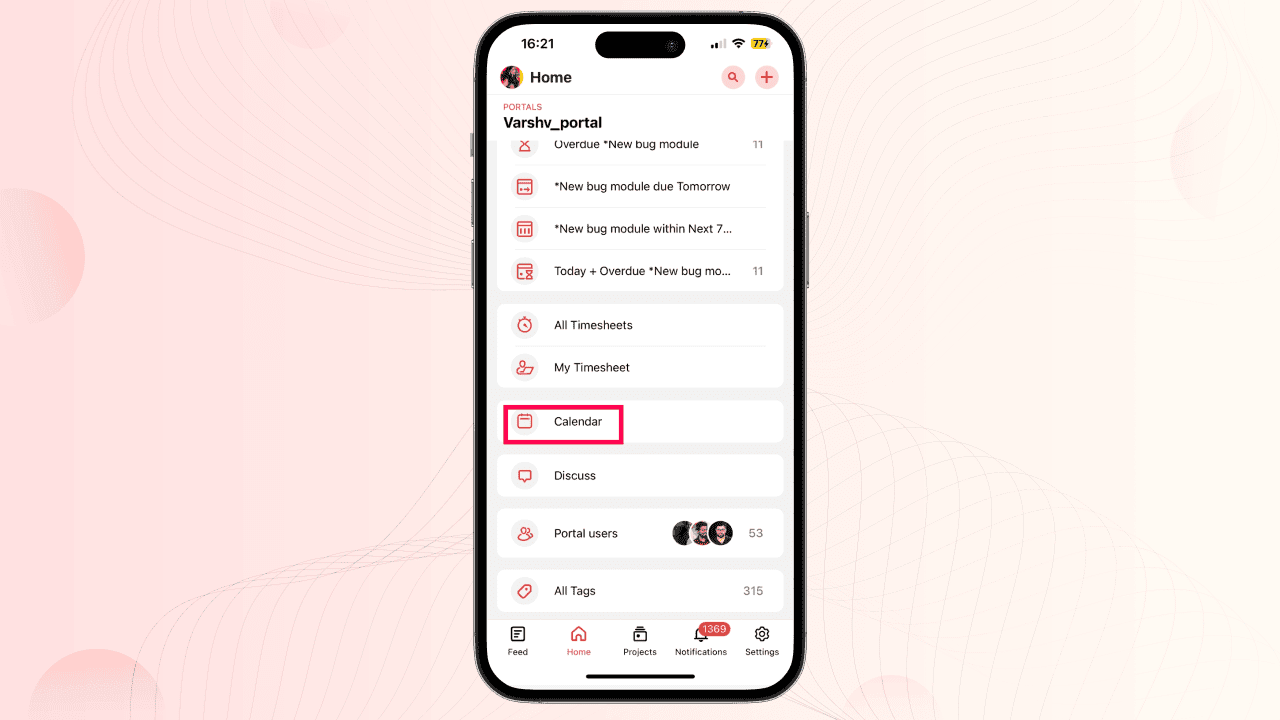 16:21
77
Home
PORTALS
Varshv_portal
Overdue *New bug module 11
*New bug module due Tomorrow
*New bug module within Next 7...
Today + Overdue *New bug mo... 11
All Timesheets
My Timesheet
Calendar
Discuss
Portal users 53
All Tags 315
1369
Feed Home Projects Notifications Settings